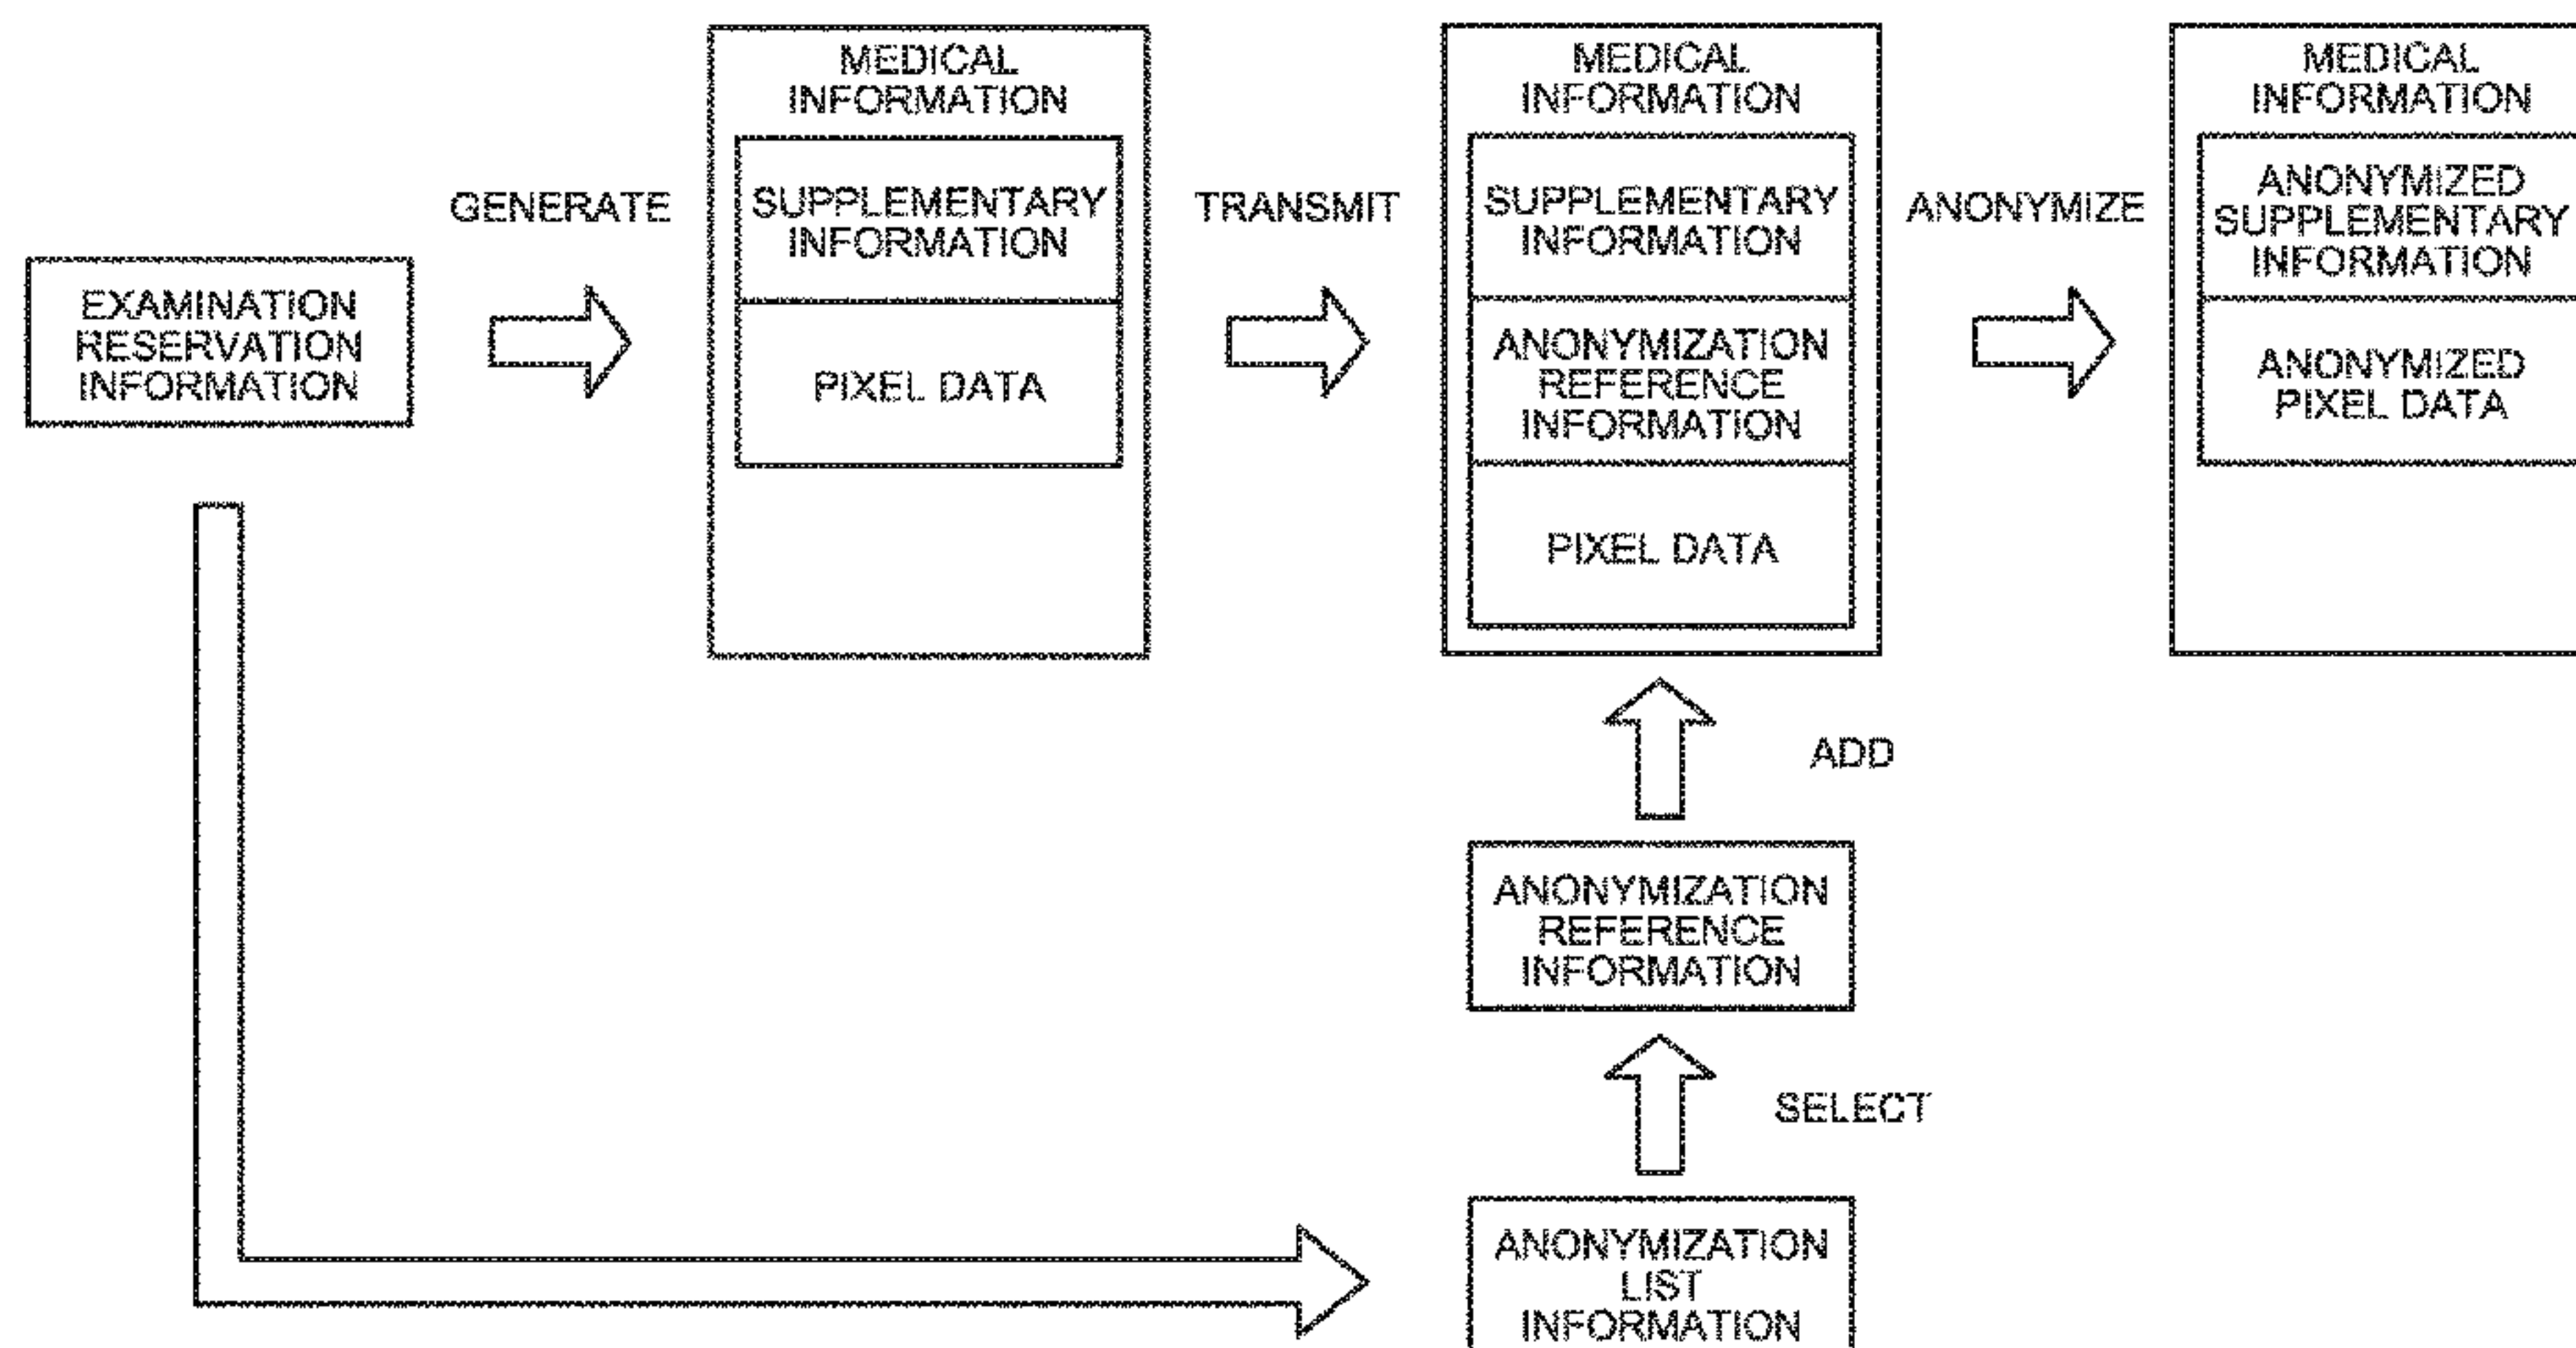 EXAMINATION
RESERVATION
INFORMATION
GENERATE
MEDICAL
INFORMATION
SUPPLEMENTARY
INFORMATION
PIXEL DATA
TRANSMIT
MEDICAL
INFORMATION
SUPPLEMENTARY
INFORMATION
ANONYMIZATION
REFERENCE
INFORMATION
PIXEL DATA
ANONYMIZE
MEDICAL
INFORMATION
ANONYMIZED
SUPPLEMENTARY
INFORMATION
ANONYMIZED
PIXEL DATA
ADD
ANONYMIZATION
REFERENCE
INFORMATION
SELECT
ANONYMIZATION
LIST
INFORMATION